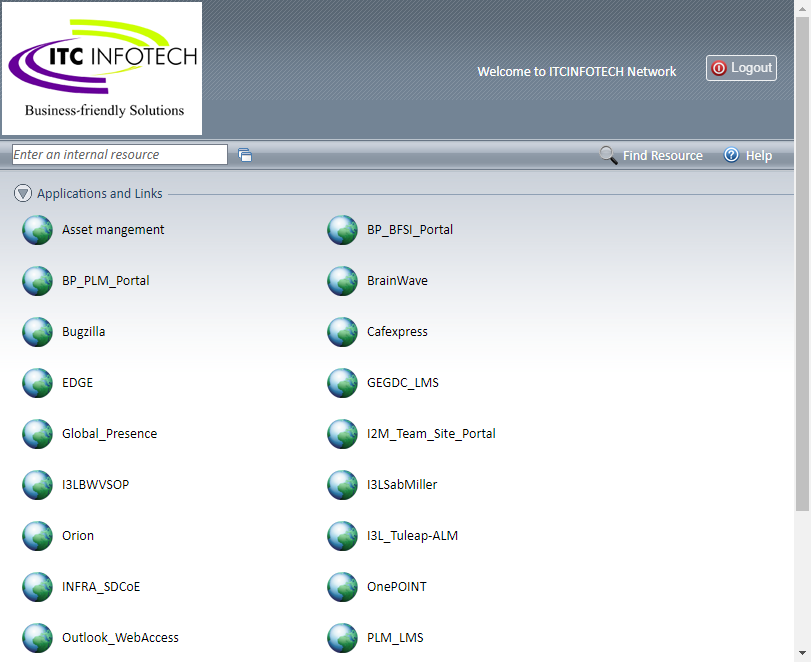 ITC INFOTECH
Business-friendly Solutions
Welcome to ITCINFOTECH Network
Logout
Enter an internal resource
Find Resource
Help
Applications and Links
Asset mangement
BP_BFSI_Portal
BP_PLM_Portal
BrainWave
Bugzilla
Cafexpress
EDGE
GEGDC_LMS
Global_Presence
I2M_Team_Site_Portal
I3LBWVSOP
I3LSabMiller
Orion
I3L_Tuleap-ALM
INFRA_SDCoE
OnePOINT
Outlook_WebAccess
PLM_LMS